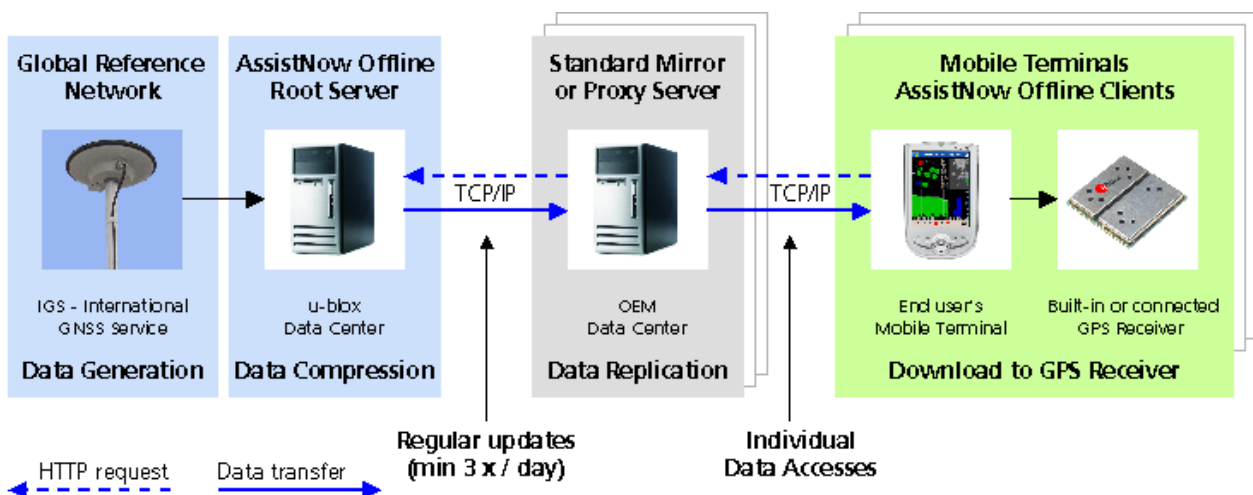 Global Reference
Network
IGS - International
GNSS Service
Data Generation
AssistNow Offline
Root Server
u-blox
Data Center
Data Compression
TCP/IP
Standard Mirror
or Proxy Server
OEM
Data Center
Data Replication
TCP/IP
Mobile Terminals
AssistNow Offline Clients
End user's
Mobile Terminal
Built-in or connected
GPS Receiver
Download to GPS Receiver
Regular updates
(min 3 x / day)
Individual
Data Accesses
HTTP request
Data transfer